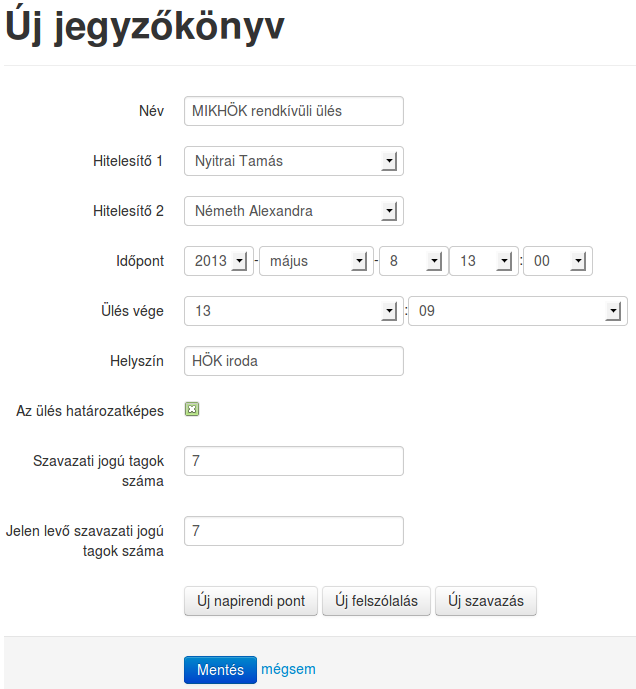 Új jegyzőkönyv
Név MIKHÖK rendkívüli ülés
Hitelesítő 1 Nyitrai Tamás
Hitelesítő 2 Németh Alexandra
Időpont 2013 - május - 8 13 : 00
Ülés vége 13 : 09
Helyszín HÖK iroda
Az ülés határozatképes
Szavazati jogú tagok
száma
7
Jelen levő szavazati jogú
tagok száma
7
Új napirendi pont Új felszólalás Új szavazás
Mentés mégsem